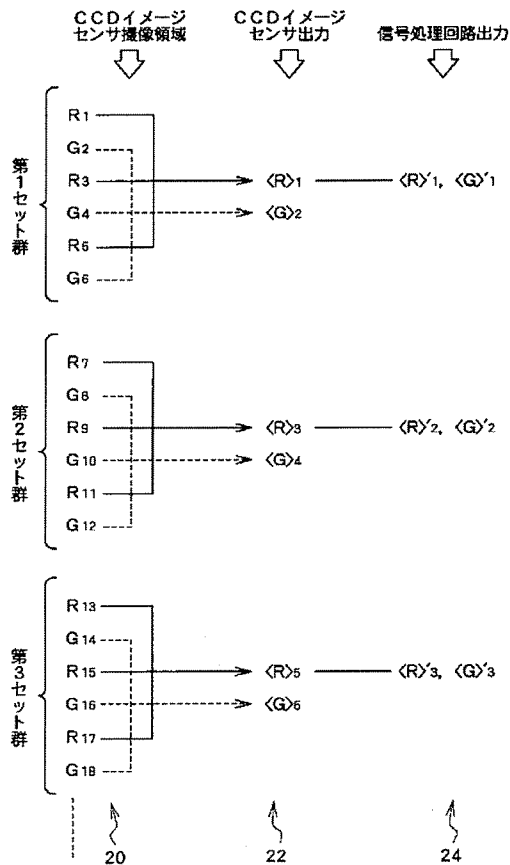 CCDイメージ
センサ撮像領域
CCDイメージ
センサ出力
信号処理回路出力
第1セット群
R1
G2
R3 〈R〉1 〈R〉'1, 〈G〉'1
G4 〈G〉2
R5
G6
第2セット群
R7
G8
R9 〈R〉3 〈R〉'2, 〈G〉'2
G10 〈G〉4
R11
G12
第3セット群
R13
G14
R15 〈R〉5 〈R〉'3, 〈G〉'3
G16 〈G〉6
R17
G18
20 22 24